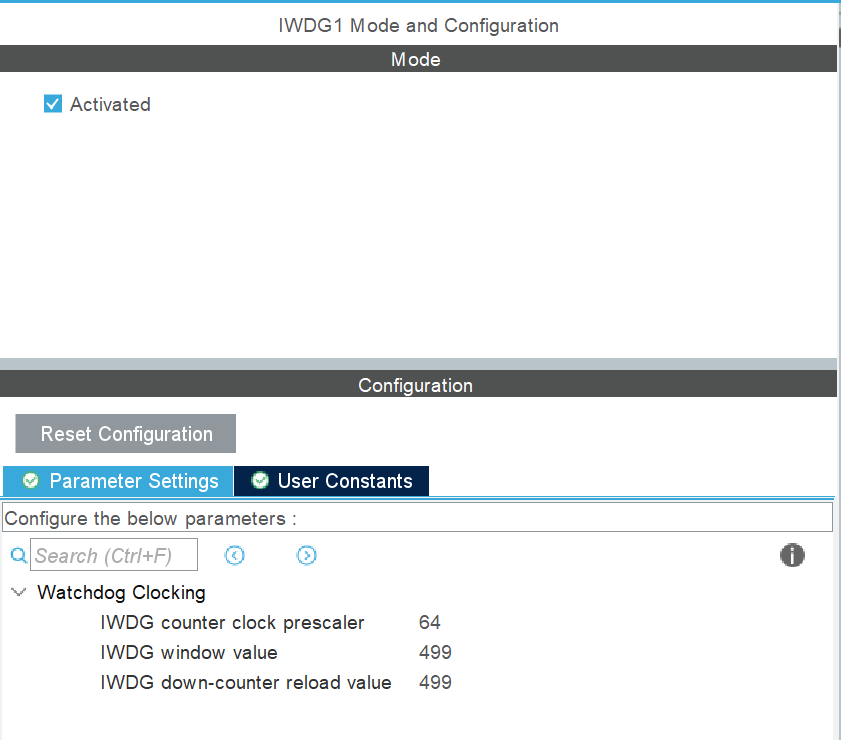 IWDG1 Mode and Configuration
Mode
Activated
Configuration
Reset Configuration
Parameter Settings User Constants
Configure the below parameters :
Search (Ctrl+F)
Watchdog Clocking
IWDG counter clock prescaler 64
IWDG window value 499
IWDG down-counter reload value 499